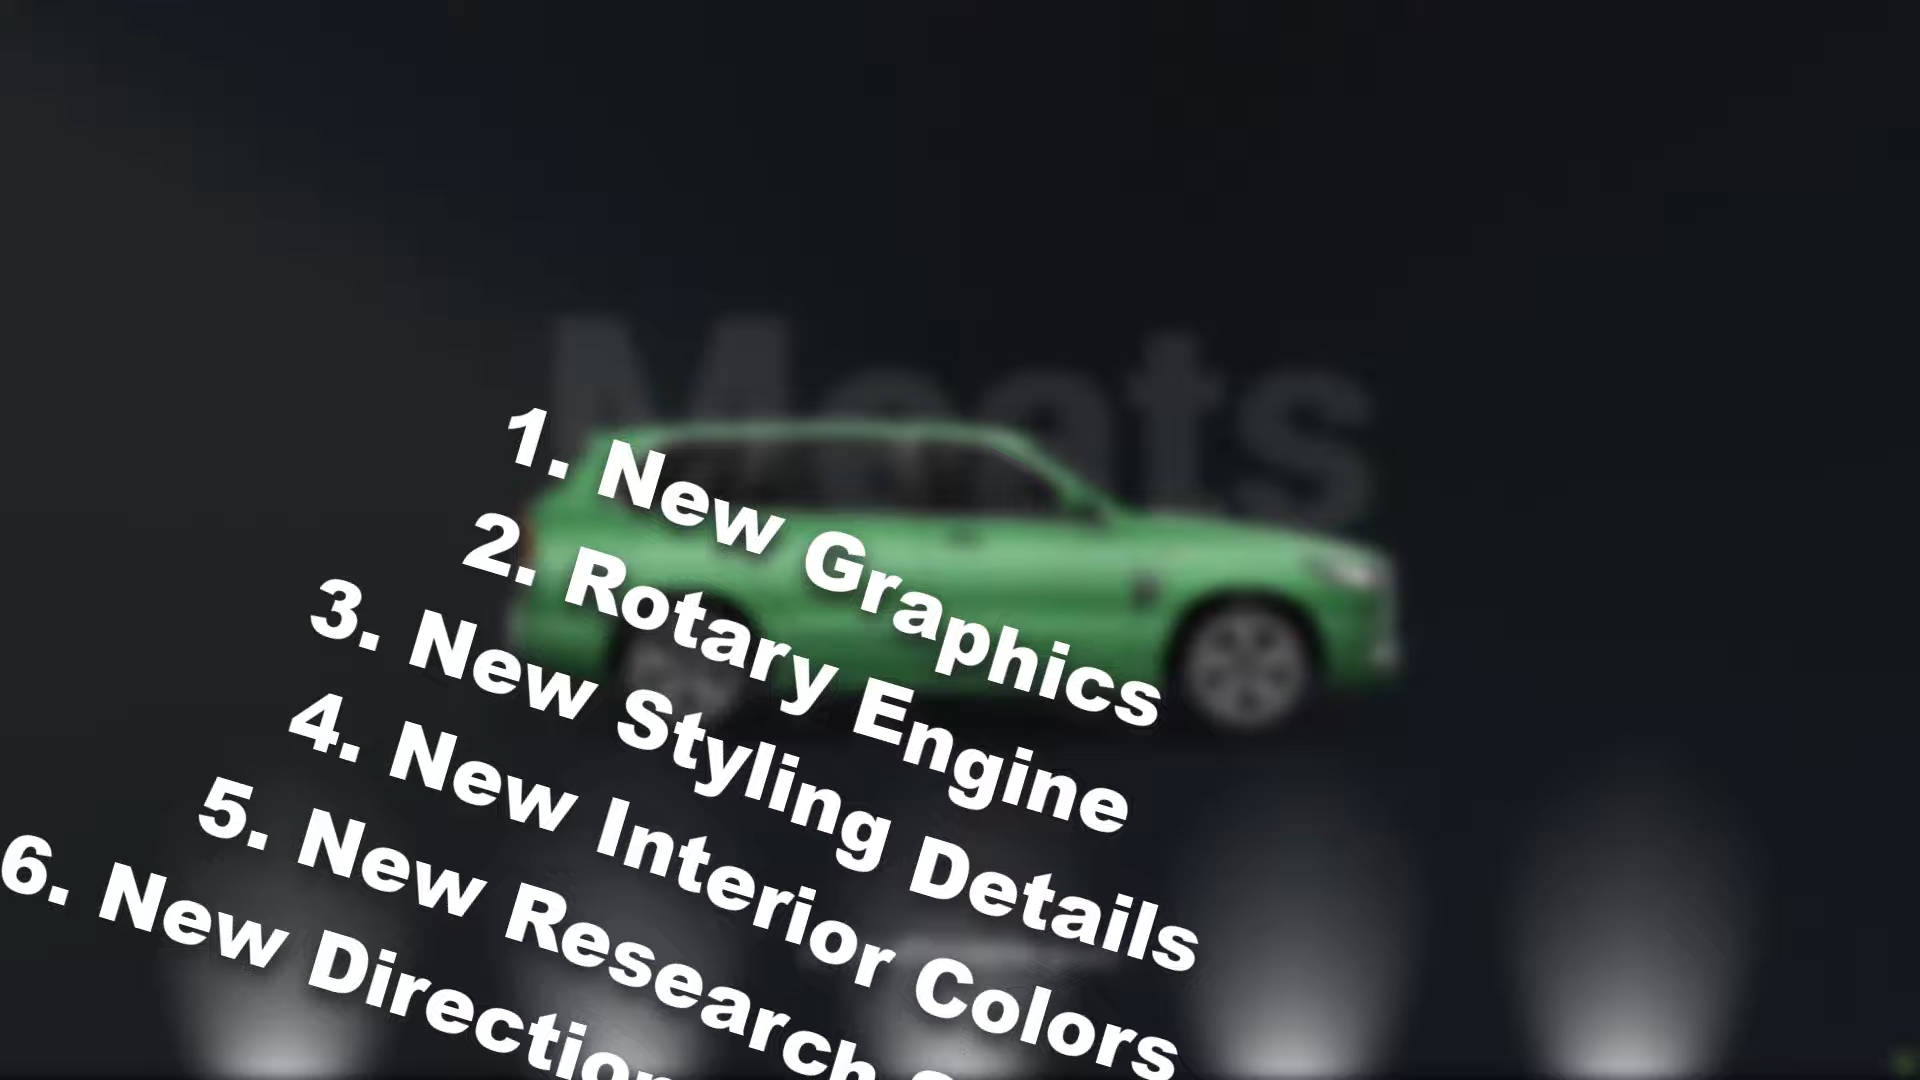 Meets
1. New Graphics
2. Rotary Engine
3. New Styling Details
4. New Interior Colors
5. New Research
6. New Direction